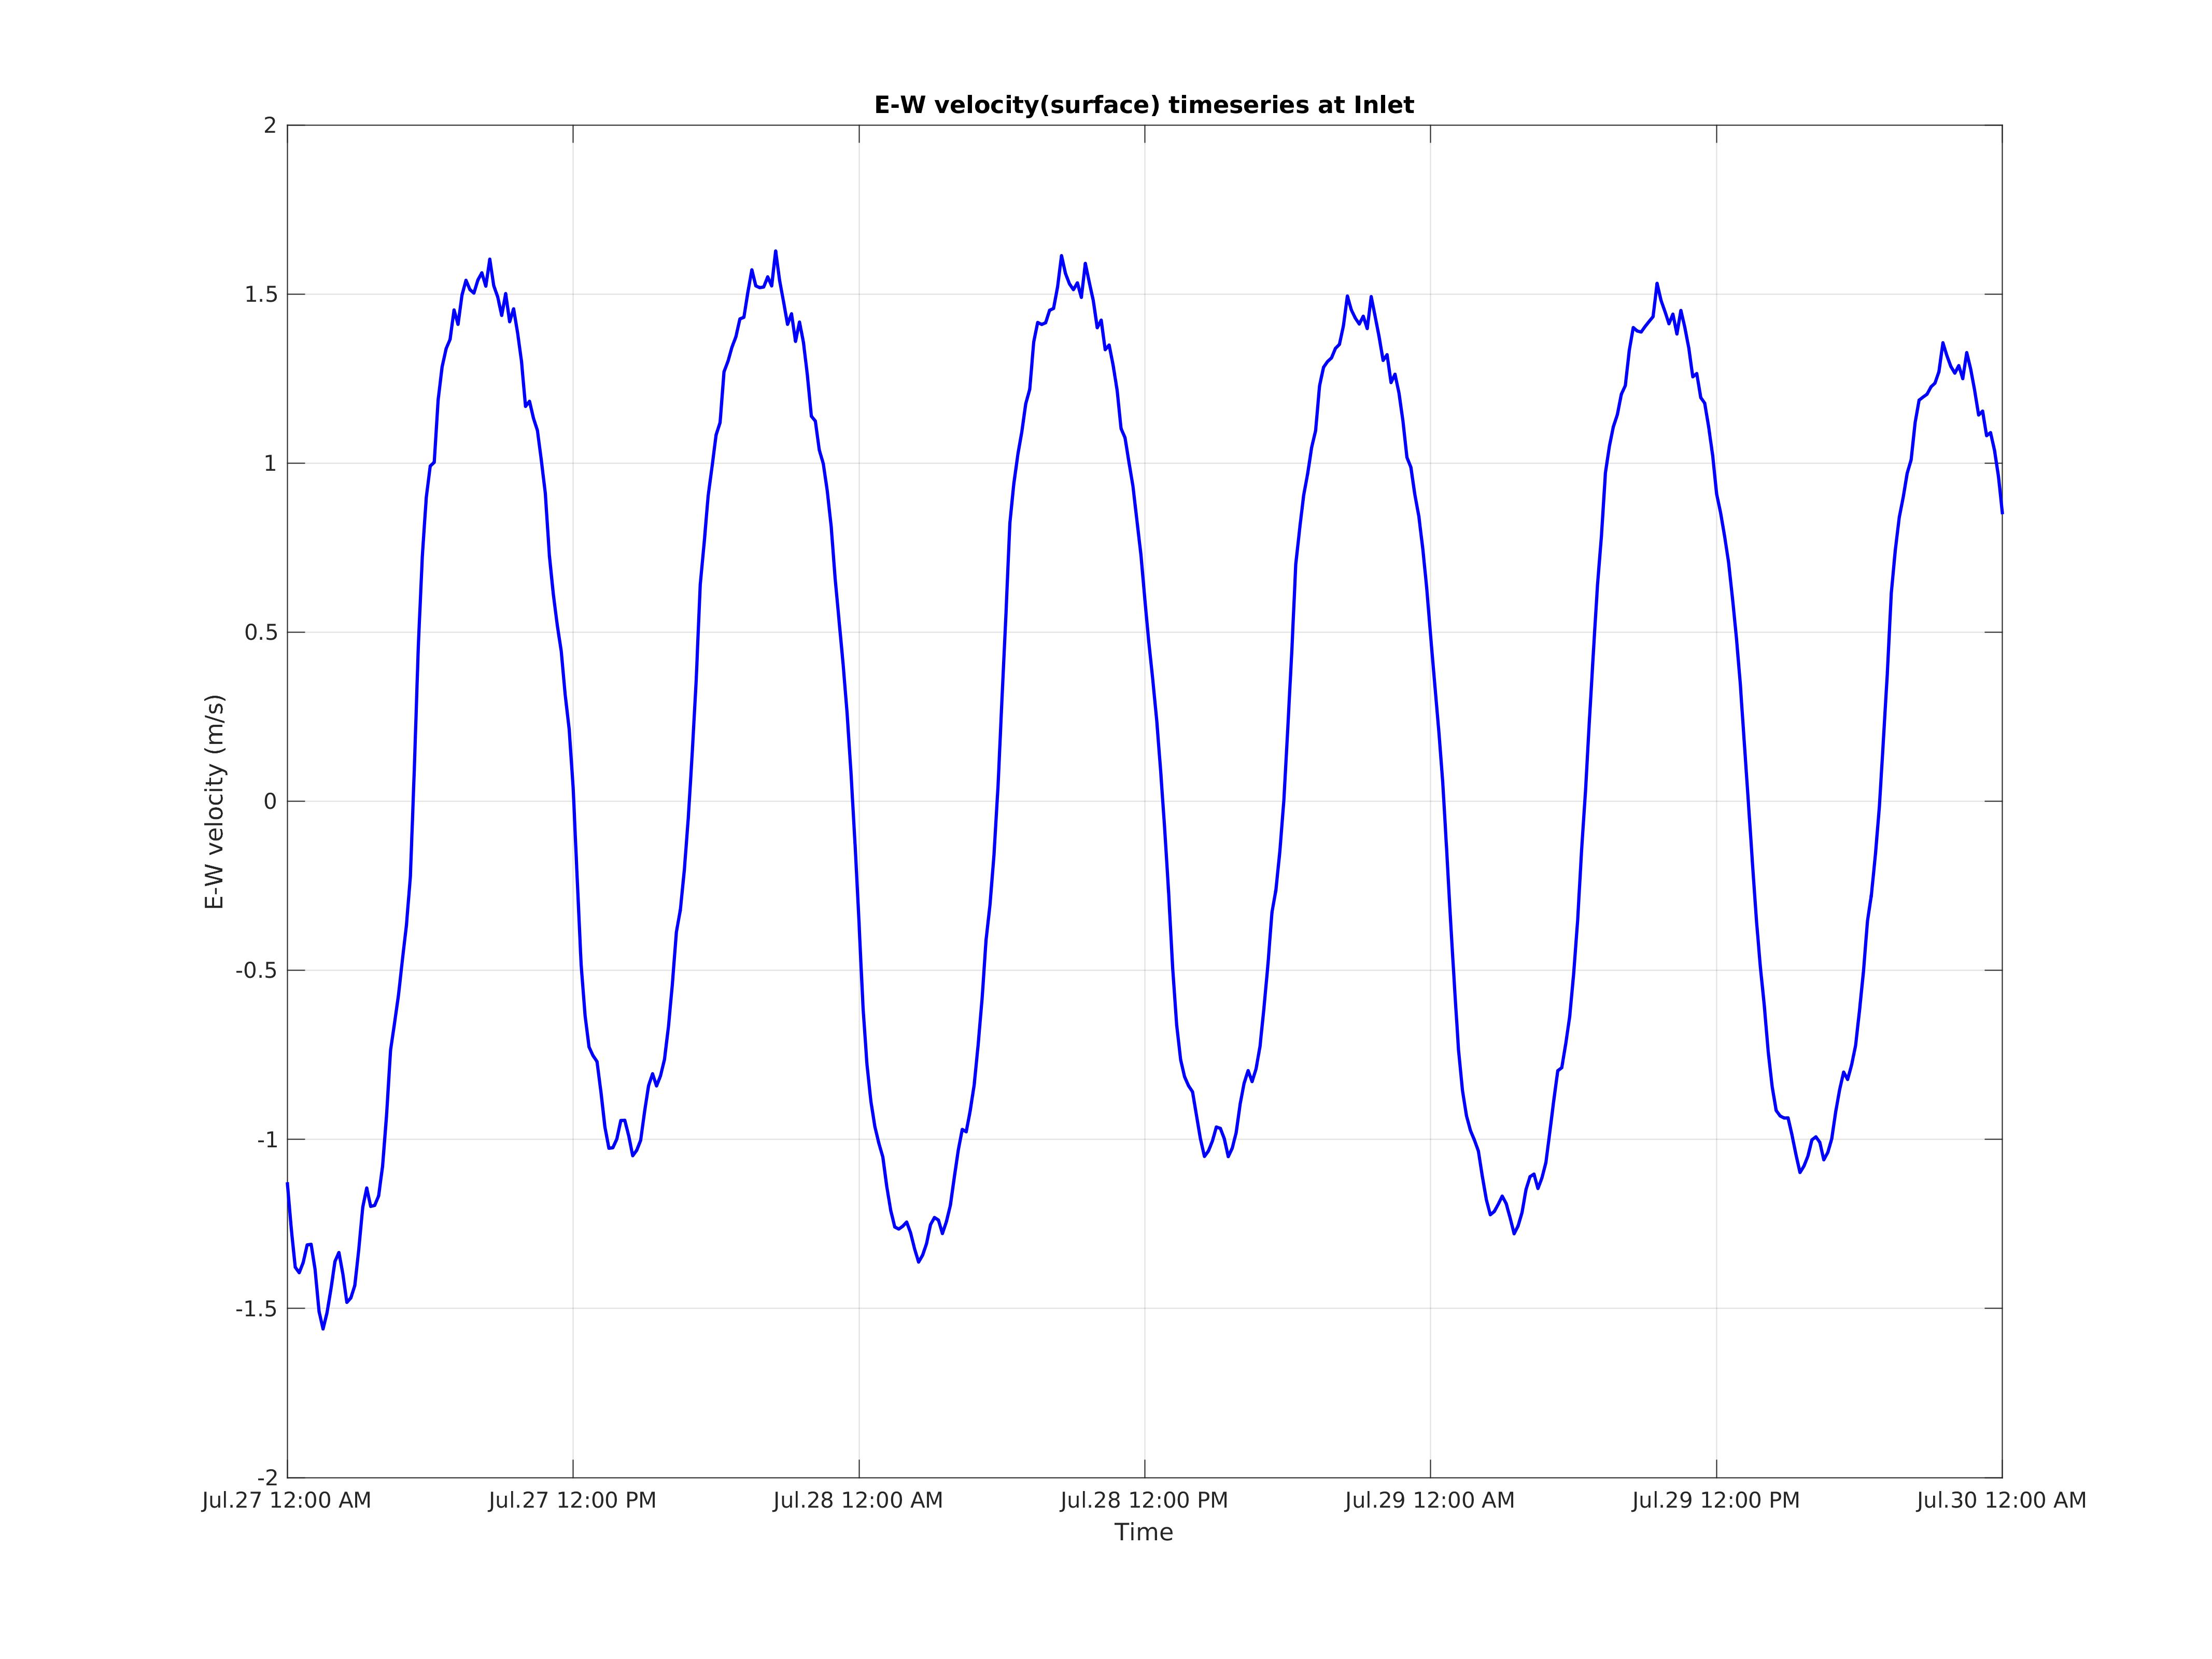 E-W velocity(surface) timeseries at Inlet
E-W velocity (m/s)
2
1.5
1
0.5
0
-0.5
-1
-1.5
-2
Jul.27 12:00 AM Jul.27 12:00 PM Jul.28 12:00 AM Jul.28 12:00 PM Jul.29 12:00 AM Jul.29 12:00 PM Jul.30 12:00 AM
Time